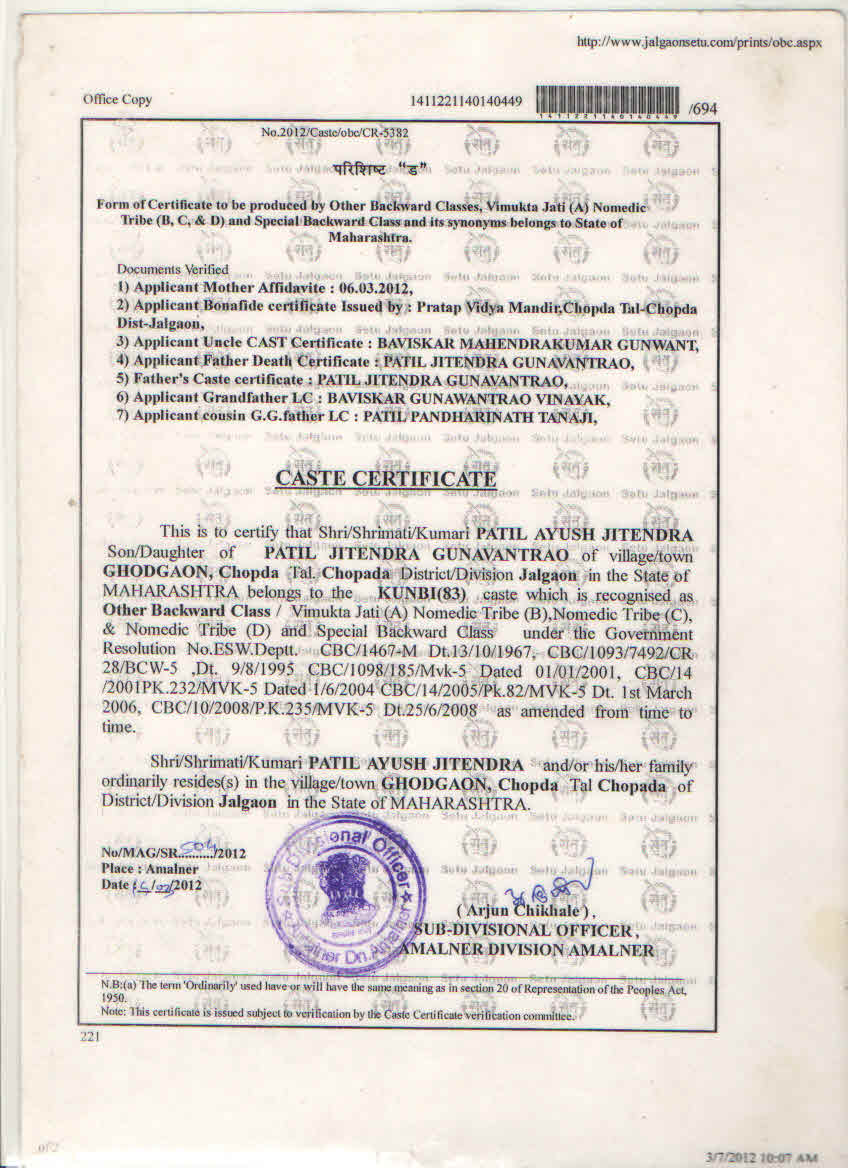 http://www.jalgaonsetu.com/prints/obc.aspx
Office Copy 1411221140140449 /694
1411221140140449
No.2012/Caste/obc/CR-5382
परिशिष्ट “ड”
Form of Certificate to be produced by Other Backward Classes, Vimukta Jati (A) Nomedic
Tribe (B, C, & D) and Special Backward Class and its synonyms belongs to State of
Maharashtra.
Documents Verified
1) Applicant Mother Affidavite : 06.03.2012,
2) Applicant Bonafide certificate Issued by : Pratap Vidya Mandir,Chopda Tal-Chopda
Dist-Jalgaon,
3) Applicant Uncle CAST Certificate : BAVISKAR MAHENDRAKUMAR GUNWANT,
4) Applicant Father Death Certificate : PATIL JITENDRA GUNAVANTRAO,
5) Father's Caste certificate : PATIL JITENDRA GUNAVANTRAO,
6) Applicant Grandfather LC : BAVISKAR GUNAWANTRAO VINAYAK,
7) Applicant cousin G.G.father LC : PATIL PANDHARINATH TANAJI,
CASTE CERTIFICATE
This is to certify that Shri/Shrimati/Kumari PATIL AYUSH JITENDRA
Son/Daughter of PATIL JITENDRA GUNAVANTRAO of village/town
GHODGAON, Chopda Tal. Chopada District/Division Jalgaon in the State of
MAHARASHTRA belongs to the KUNBI(83) caste which is recognised as
Other Backward Class / Vimukta Jati (A) Nomedic Tribe (B),Nomedic Tribe (C),
& Nomedic Tribe (D) and Special Backward Class under the Government
Resolution No.ESW.Deptt. CBC/1467-M Dt.13/10/1967, CBC/1093/7492/CR
28/BCW-5 ,Dt. 9/8/1995 CBC/1098/185/Mvk-5 Dated 01/01/2001, CBC/14
/2001PK.232/MVK-5 Dated 1/6/2004 CBC/14/2005/Pk.82/MVK-5 Dt. 1st March
2006, CBC/10/2008/P.K.235/MVK-5 Dt.25/6/2008 as amended from time to
time.
Shri/Shrimati/Kumari PATIL AYUSH JITENDRA and/or his/her family
ordinarily resides(s) in the village/town GHODGAON, Chopda Tal Chopada of
District/Division Jalgaon in the State of MAHARASHTRA.
No/MAG/SR.504/2012
Place : Amalner
Date /2012
Sub Divisional Officer
Amalner Dn. Amalner
( Arjun Chikhale ),
SUB-DIVISIONAL OFFICER,
AMALNER DIVISION AMALNER
N.B:(a) The term 'Ordinarily' used have or will have the same meaning as in section 20 of Representation of the Peoples Act,
1950.
Note: This certificate is issued subject to verification by the Caste Certificate verification committee.
221
3/7/2012 10:07 AM